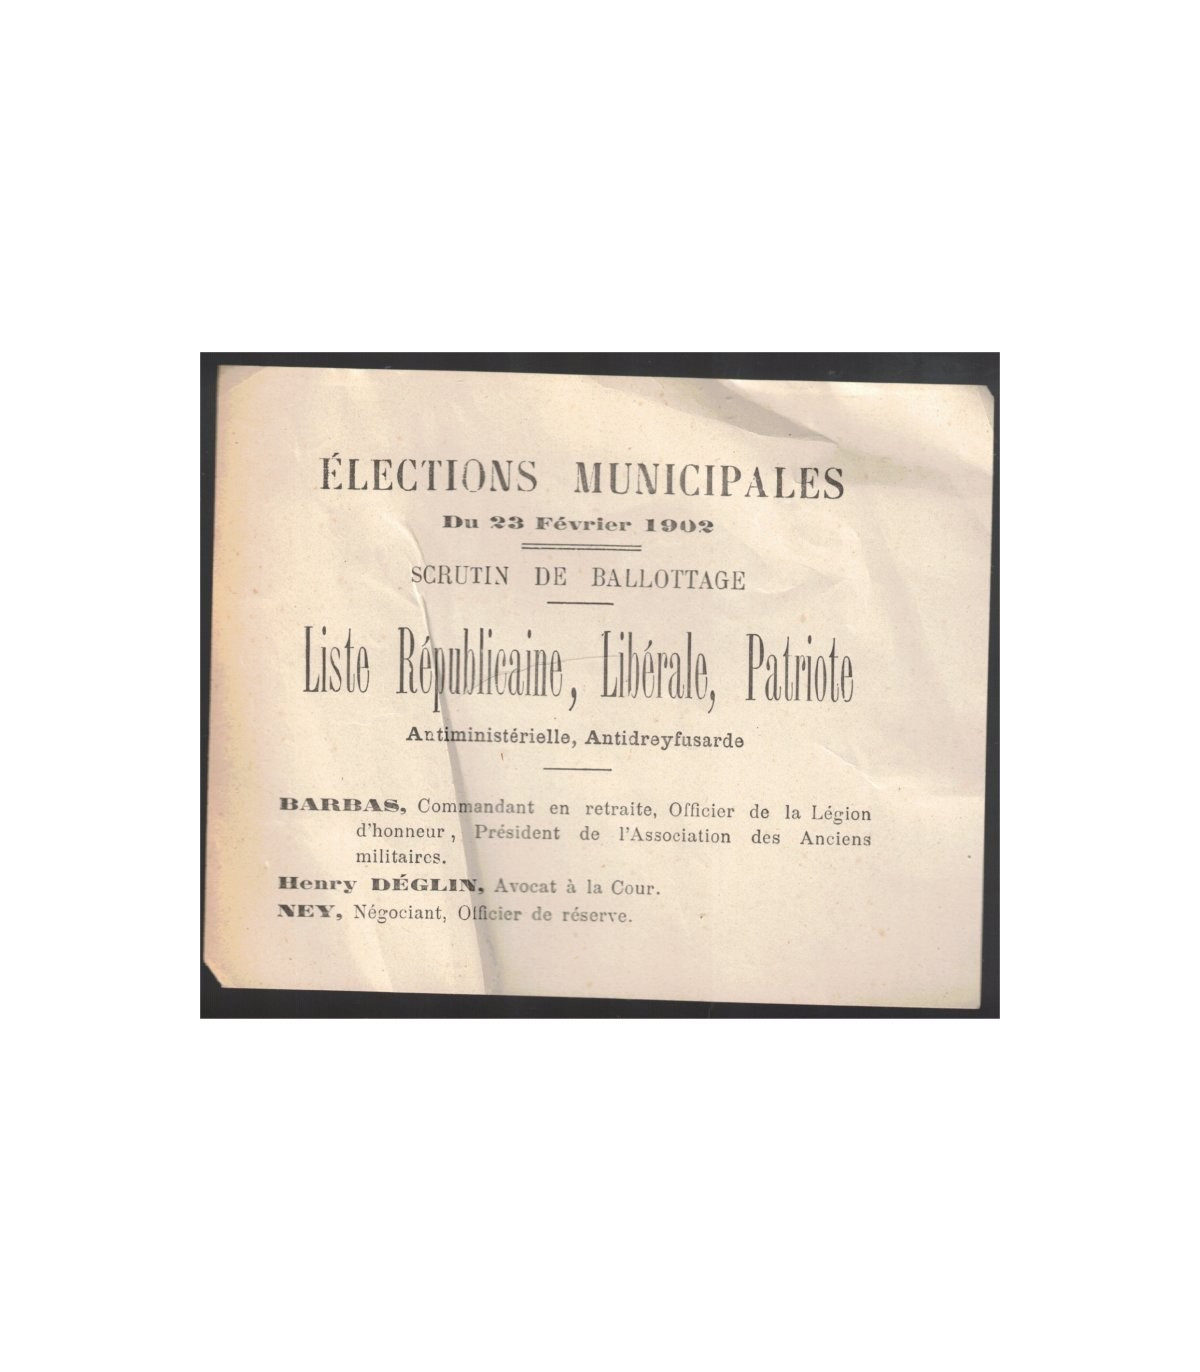 ÉLECTIONS MUNICIPALES
Du 23 Février 1902
SCRUTIN DE BALLOTTAGE
Liste Républicaine, Libérale, Patriote
Antiministérielle, Antidreyfusarde
BARBAS, Commandant en retraite, Officier de la Légion
d'honneur, Président de l'Association des Anciens
militaires.
Henry DÉGLIN, Avocat à la Cour.
NEY, Négociant, Officier de réserve.